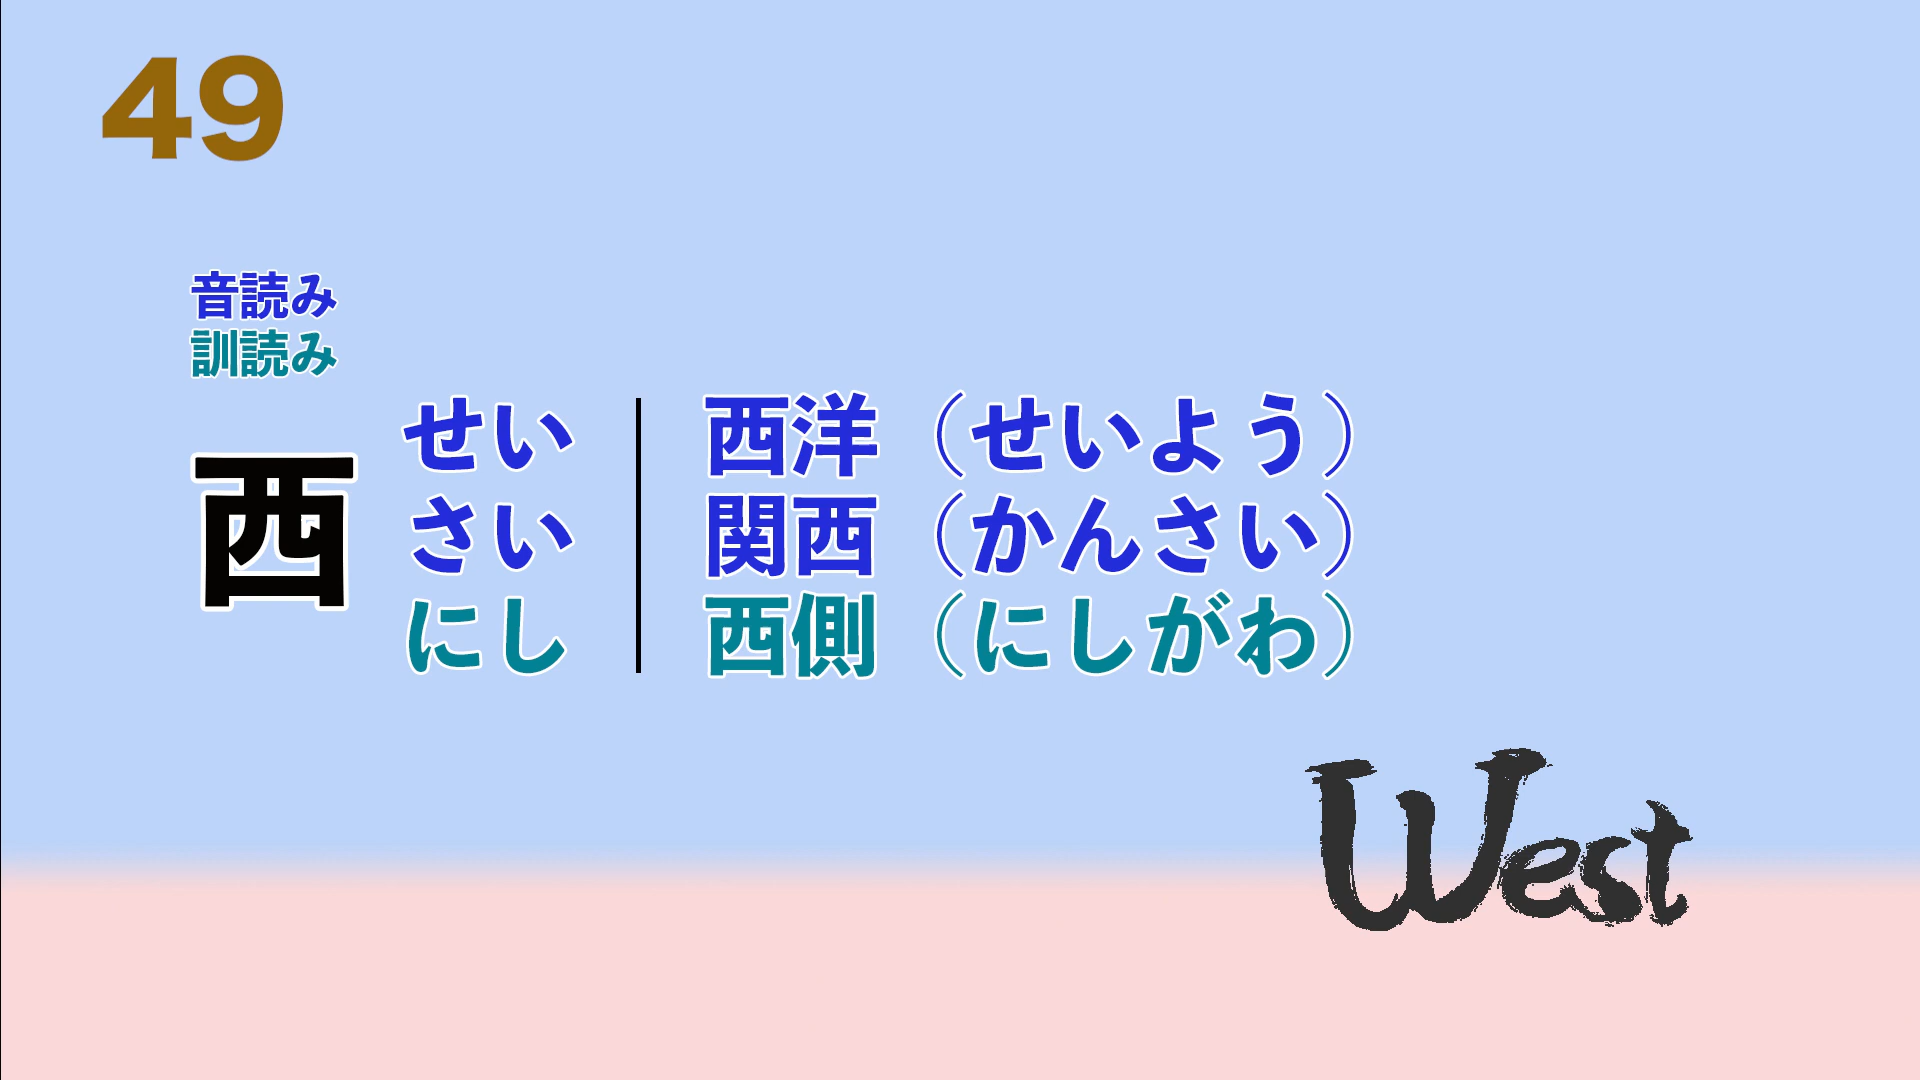 49
音読み
訓読み
西
せい
さい
にし
西洋（せいよう）
関西（かんさい）
西側（にしがわ）
West